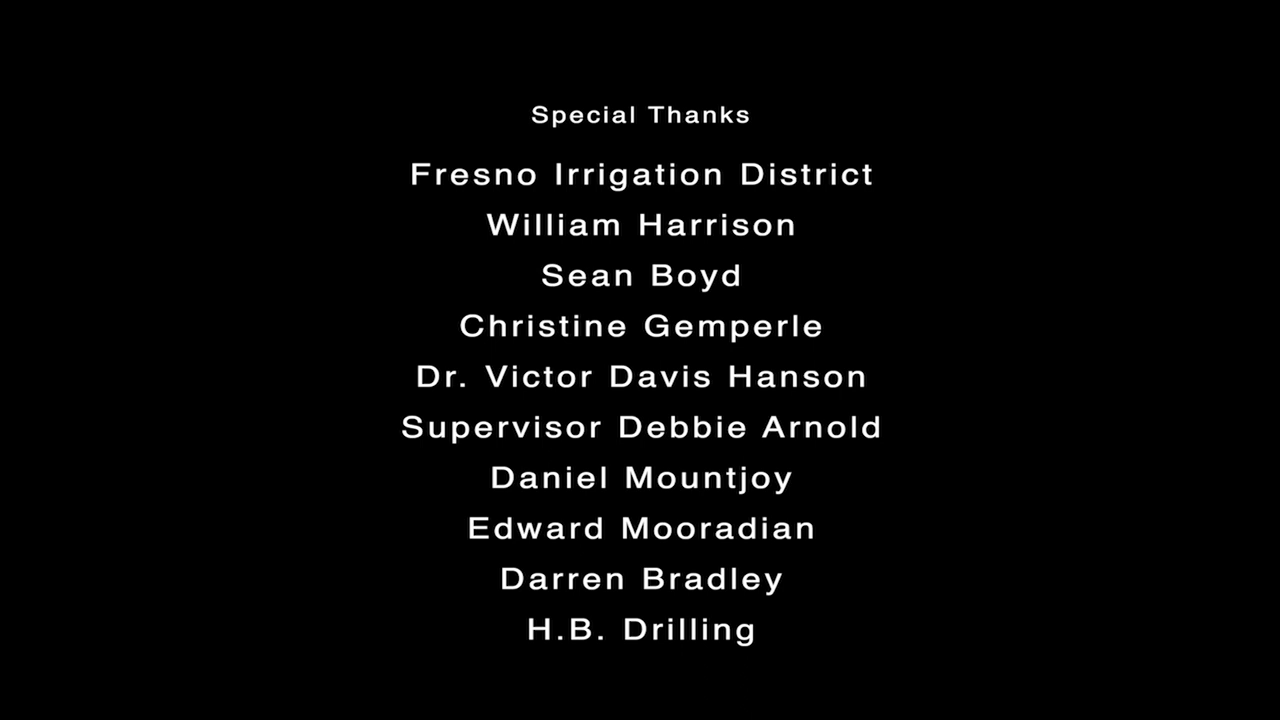 Special Thanks
Fresno Irrigation District
William Harrison
Sean Boyd
Christine Gemperle
Dr. Victor Davis Hanson
Supervisor Debbie Arnold
Daniel Mountjoy
Edward Mooradian
Darren Bradley
H.B. Drilling